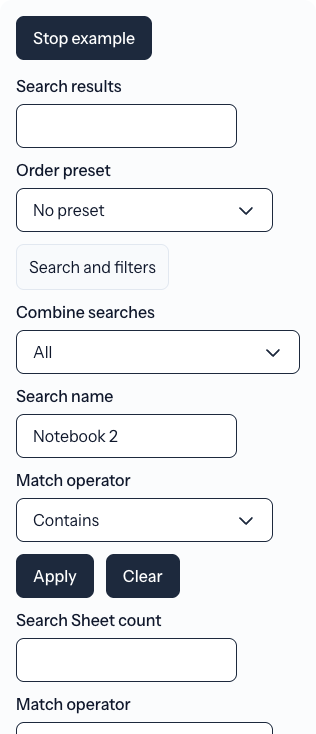 Stop example
Search results
Order preset
No preset
Search and filters
Combine searches
All
Search name
Notebook 2
Match operator
Contains
Apply Clear
Search Sheet count
Match operator